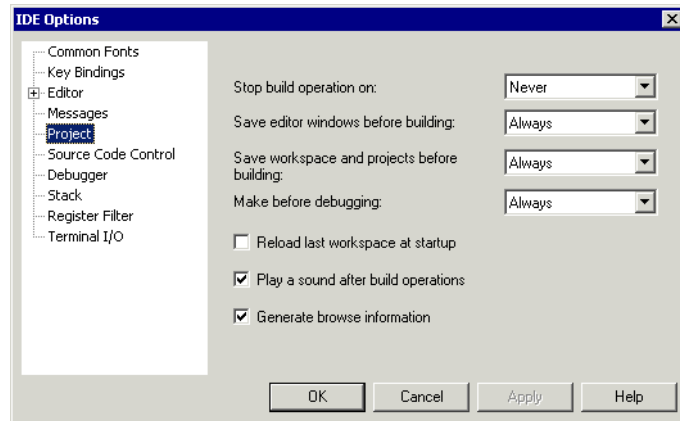 IDE Options
Common Fonts
Key Bindings
Editor
Messages
Project
Source Code Control
Debugger
Stack
Register Filter
Terminal I/O
Stop build operation on: Never
Save editor windows before building: Always
Save workspace and projects before
building: Always
Make before debugging: Always
Reload last workspace at startup
Play a sound after build operations
Generate browse information
OK Cancel Apply Help